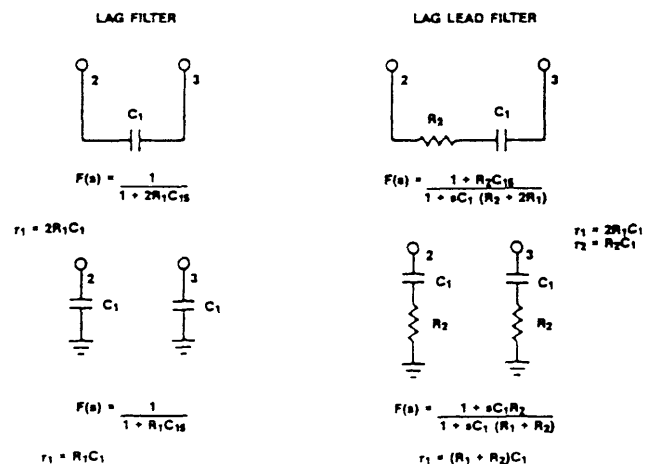 LAG FILTER
2
3
C1
F(s) = 1 / 1 + 2R1C1s
τ1 = 2R1C1
2
3
C1
C1
F(s) = 1 / 1 + R1C1s
τ1 = R1C1
LAG LEAD FILTER
2
3
R2
C1
F(s) = 1 + R2C1s / 1 + sC1 (R2 + 2R1)
τ1 = 2R1C1
τ2 = R2C1
2
3
C1
C1
R2
R2
F(s) = 1 + sC1R2 / 1 + sC1 (R1 + R2)
τ1 = (R1 + R2)C1